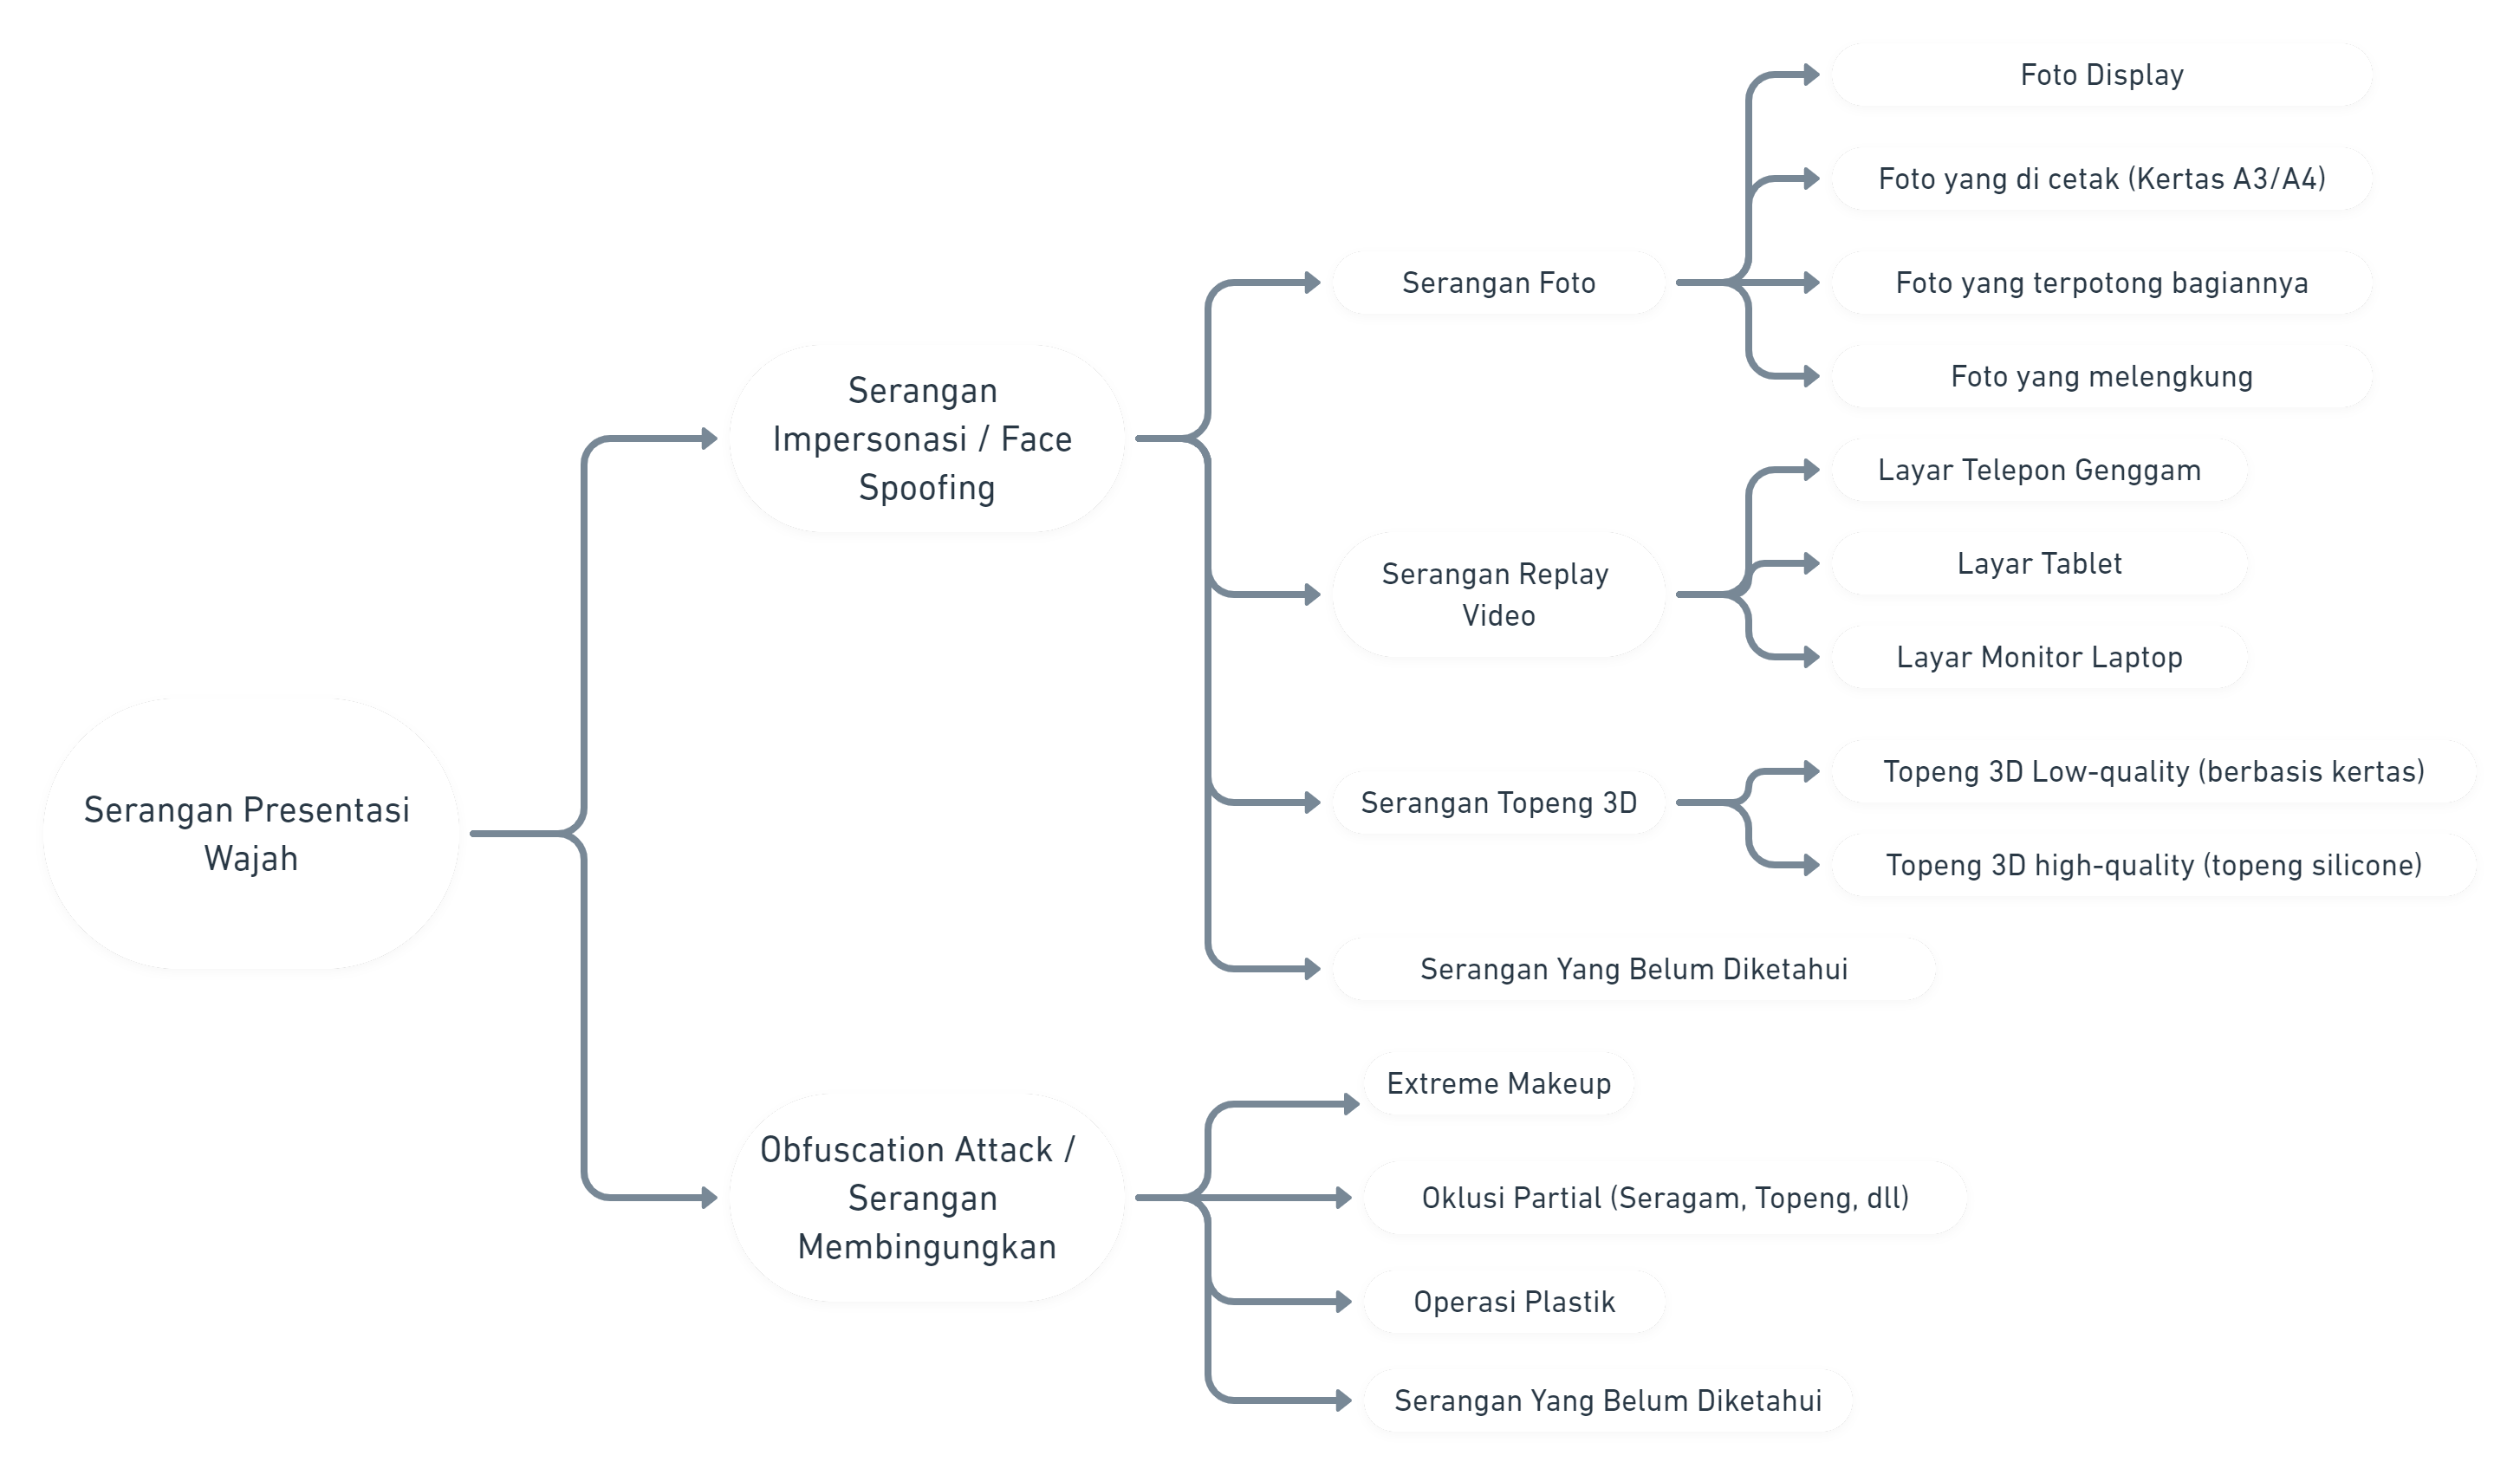 Serangan Presentasi
Wajah
Serangan
Impersonasi / Face
Spoofing
Serangan Foto
Foto Display
Foto yang di cetak (Kertas A3/A4)
Foto yang terpotong bagiannya
Foto yang melengkung
Serangan Replay
Video
Layar Telepon Genggam
Layar Tablet
Layar Monitor Laptop
Serangan Topeng 3D
Topeng 3D Low-quality (berbasis kertas)
Topeng 3D high-quality (topeng silicone)
Serangan Yang Belum Diketahui
Obfuscation Attack /
Serangan
Membingungkan
Extreme Makeup
Oklusi Partial (Seragam, Topeng, dll)
Operasi Plastik
Serangan Yang Belum Diketahui